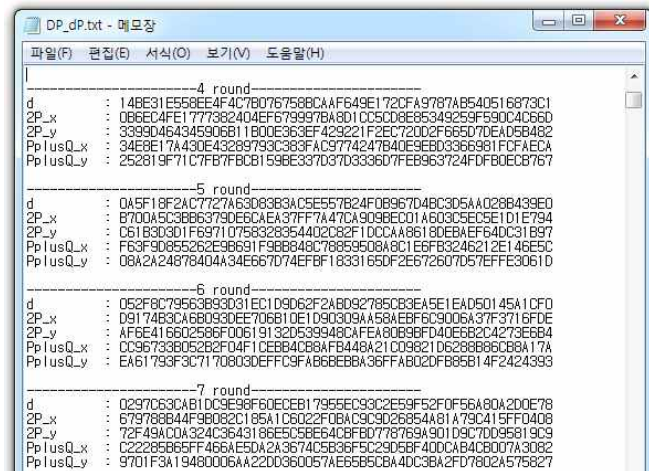 DP_dP.txt - 메모장
파일(F) 편집(E) 서식(O) 보기(V) 도움말(H)
----------------------4 round----------------------
d : 14BE31E558EE4F4C7B076758BCAAF649E172CFA9787AB540516873C1
2P_x : 0B6EC4FE1777382404EF679997BA8D1CC5CD8E85349259F590C4C66D
2P_y : 3399D464345906B11B00E363EF429221F2EC720D2F665D7DEAD5B482
PplusQ_x : 34E8E17A430E43289793C383FAC9774247B40E9EBD3366981FCFAECA
PplusQ_y : 252819F71C7FB7FBCB159BE337D37D3336D7FEB963724FDFB0ECB767
----------------------5 round----------------------
d : 0A5F18F2AC7727A63D83B3AC5E557B24F0B967D4BC3D5AA028B439E0
2P_x : B700A5C3BB6379DE6CAEA37FF7A47CA909BEC01A603C5EC5E1D1E794
2P_y : C61B3D3D1F69710758328354402C82F1DCCAA8618DEBAEF64DC31B97
PplusQ_x : F63F9D855262E9B691F9BB848C78859508A8C1E6FB3246212E146E5C
PplusQ_y : 08A2A24878404A34E667D74EFBF1833165DF2E672607D57EFFE3061D
----------------------6 round----------------------
d : 052F8C79563B93D31EC1D9D62F2ABD92785CB3EA5E1EAD50145A1CF0
2P_x : D9174B3CA6B093DEE706B10E1D90309AA58AEBF6C9006A37F3716FDE
2P_y : AF6E416602586F00619132D539948CAFEA80B9BFD40E6B2C4273E6B4
PplusQ_x : CC96733B052B2F04F1CEBB4CB8AFB448A21C09821D6288B86CB8A17A
PplusQ_y : EA61793F3C7170803DEFFC9FAB6BEBBA36FFAB02DFB85B14F2424393
----------------------7 round----------------------
d : 0297C63CAB1DC9E98F60ECEB17955EC93C2E59F52F0F56A80A2D0E78
2P_x : 679788B44F9B082C185A1C6022F0BAC9C9D26854A81A79C415FF0408
2P_y : 72F49AC0A324C3643186E5C5BE64CBFBD778769A901D9C7DD95819C9
PplusQ_x : C22285B65FF466AE5DA2A3674C5B36F5C29D5BF40DCAB4CB007A3082
PplusQ_y : 9701F3A19480006AA22DD360057AE65B5CBA4DC3BA2FD7802A575827